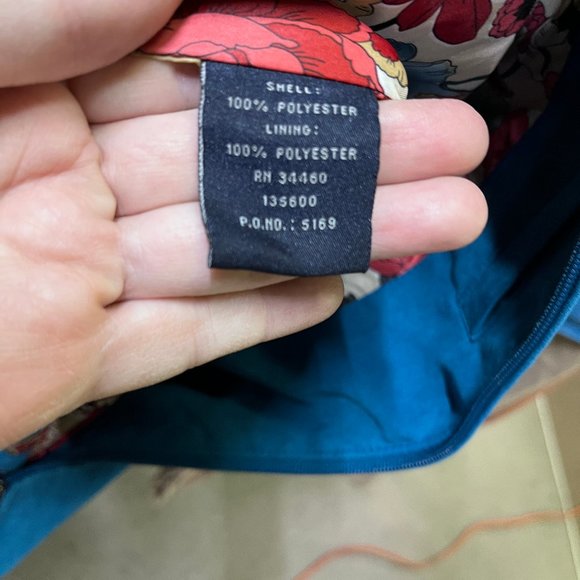 SHELL:
100% POLYESTER
LINING:
100% POLYESTER
RN 34460
135600
P.O.NO.: 5169